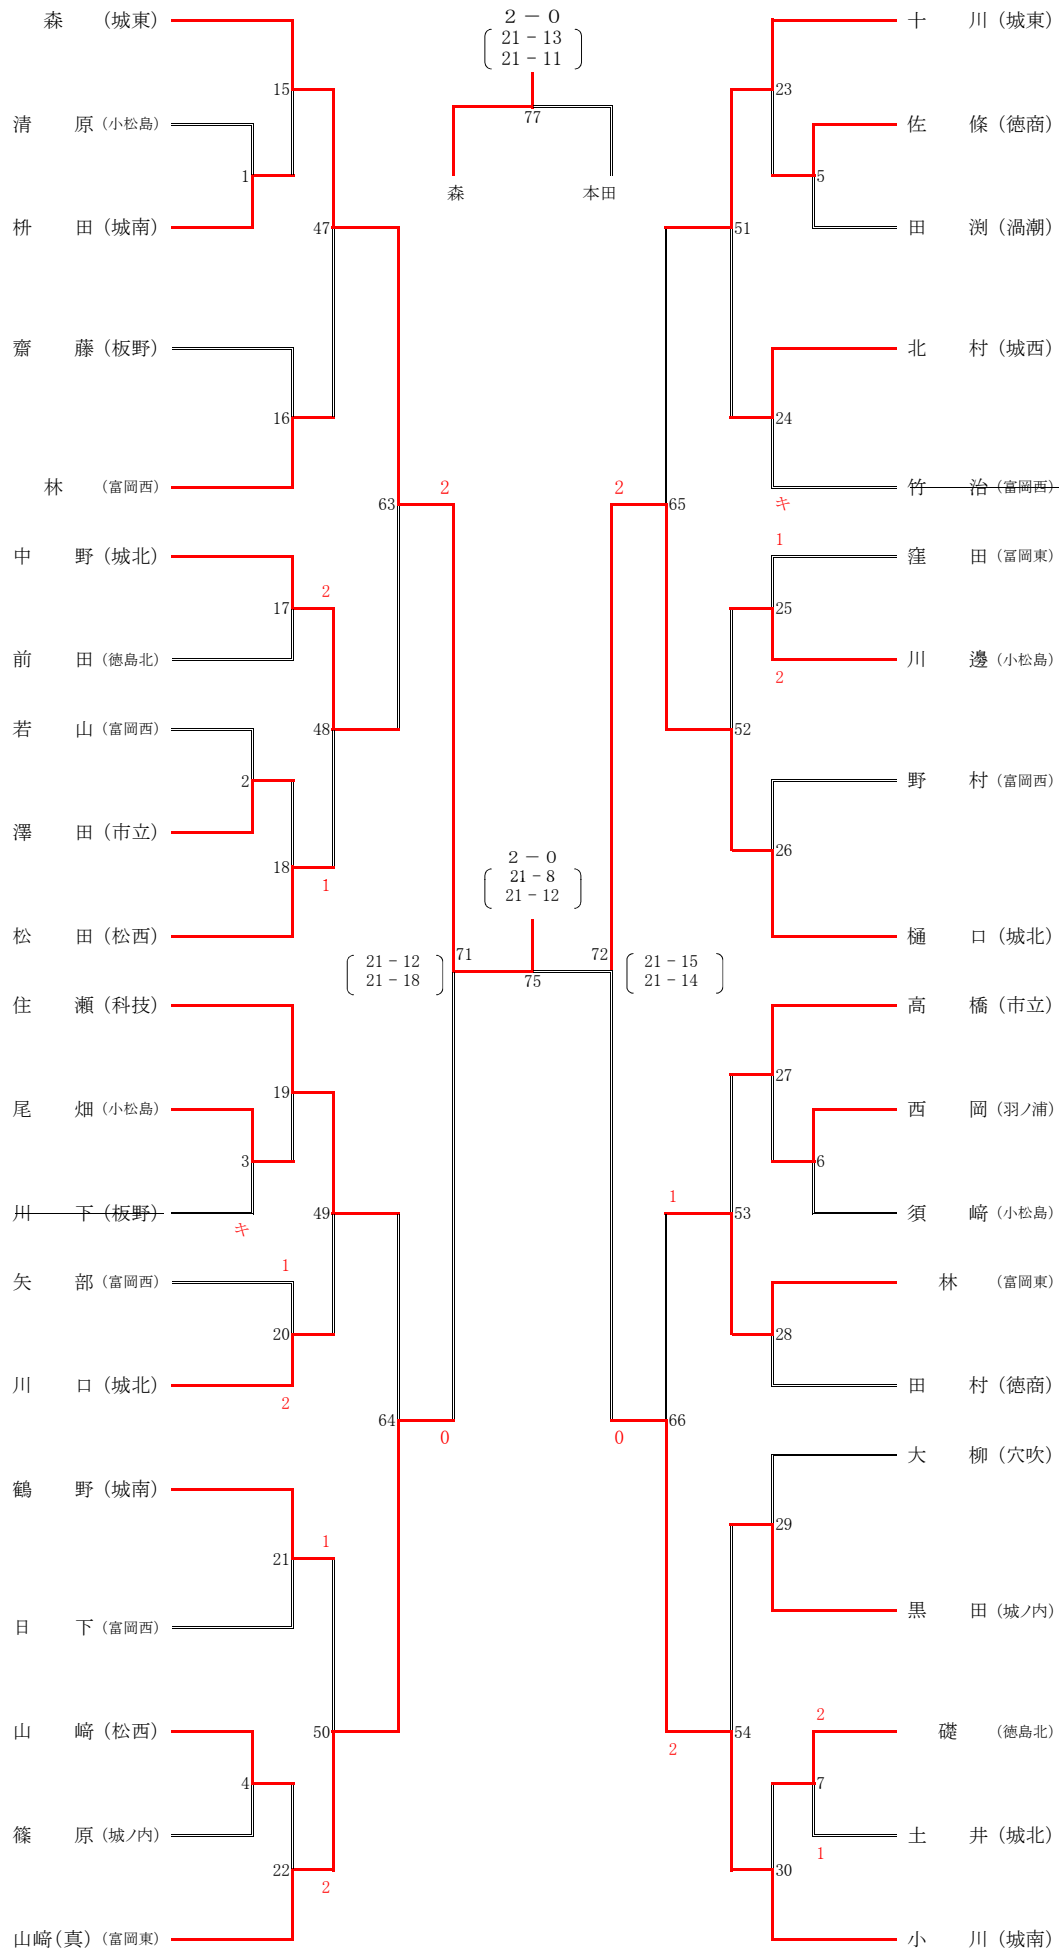 森 （城東）
15
清 原（小松島）
1
枡 田（城南）
47
齋 藤（板野）
16
林 （富岡西）
63
2
中 野（城北）
2
17
前 田（徳島北）
若 山（富岡西）
48
2
澤 田（市立）
18
1
松 田（松西）
71
21－12
21－18
住 瀬（科技）
19
尾 畑（小松島）
3
川 下（板野）
キ
49
1
矢 部（富岡西）
20
川 口（城北）
2
64
0
鶴 野（城南）
1
21
日 下（富岡西）
山 﨑（松西）
50
4
篠 原（城ノ内）
22
2
山﨑(真)（富岡東）
２－０
21－13
21－11
77
森 本田
２－０
21－8
21－12
75
十 川（城東）
23
佐 條（徳商）
5
田 渕（渦潮）
51
北 村（城西）
24
竹 治（富岡西）
キ
2
65
1
窪 田（冨岡東）
25
川 邊（小松島）
2
52
野 村（富岡西）
26
樋 口（城北）
72
21－15
21－14
高 橋（市立）
27
西 岡（羽ノ浦）
6
須 﨑（小松島）
1
53
林 （富岡東）
28
田 村（徳商）
66
0
大 柳（穴吹）
29
黒 田（城ノ内）
2
礎 （徳島北）
54
2
7
土 井（城北）
1
30
小 川（城南）